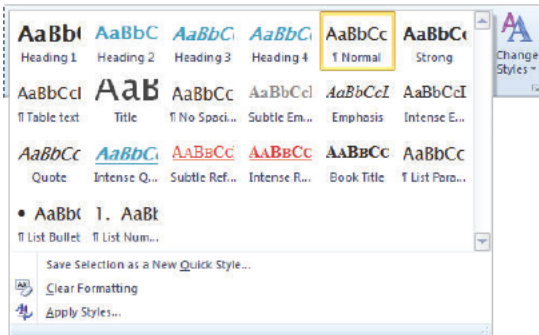 AaBb( AaBbC AaBbC AaBbC AaBbCc AaBbC
Heading 1 Heading 2 Heading 3 Heading 4 ¶ Normal Strong
Change
Styles
AaBbCcI AaB AaBbCc AaBbCcI AaBbCcI AaBbCcI
¶ Table text Title ¶ No Spaci... Subtle Em... Emphasis Intense E...
AaBbCc AaBbC AABBCC AABBCC AABBCC AaBbCc
Quote Intense Q... Subtle Ref... Intense R... Book Title ¶ List Para...
• AaBb( 1. AaBb
¶ List Bullet ¶ List Num...
Save Selection as a New Quick Style...
Clear Formatting
Apply Styles...